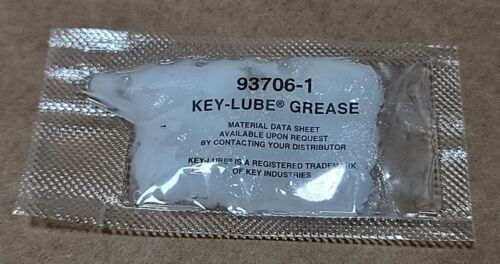 93706-1
KEY-LUBE® GREASE
MATERIAL DATA SHEET
AVAILABLE UPON REQUEST
BY CONTACTING YOUR DISTRIBUTOR
KEY-LUBE® IS A REGISTERED TRADEMARK
OF KEY INDUSTRIES